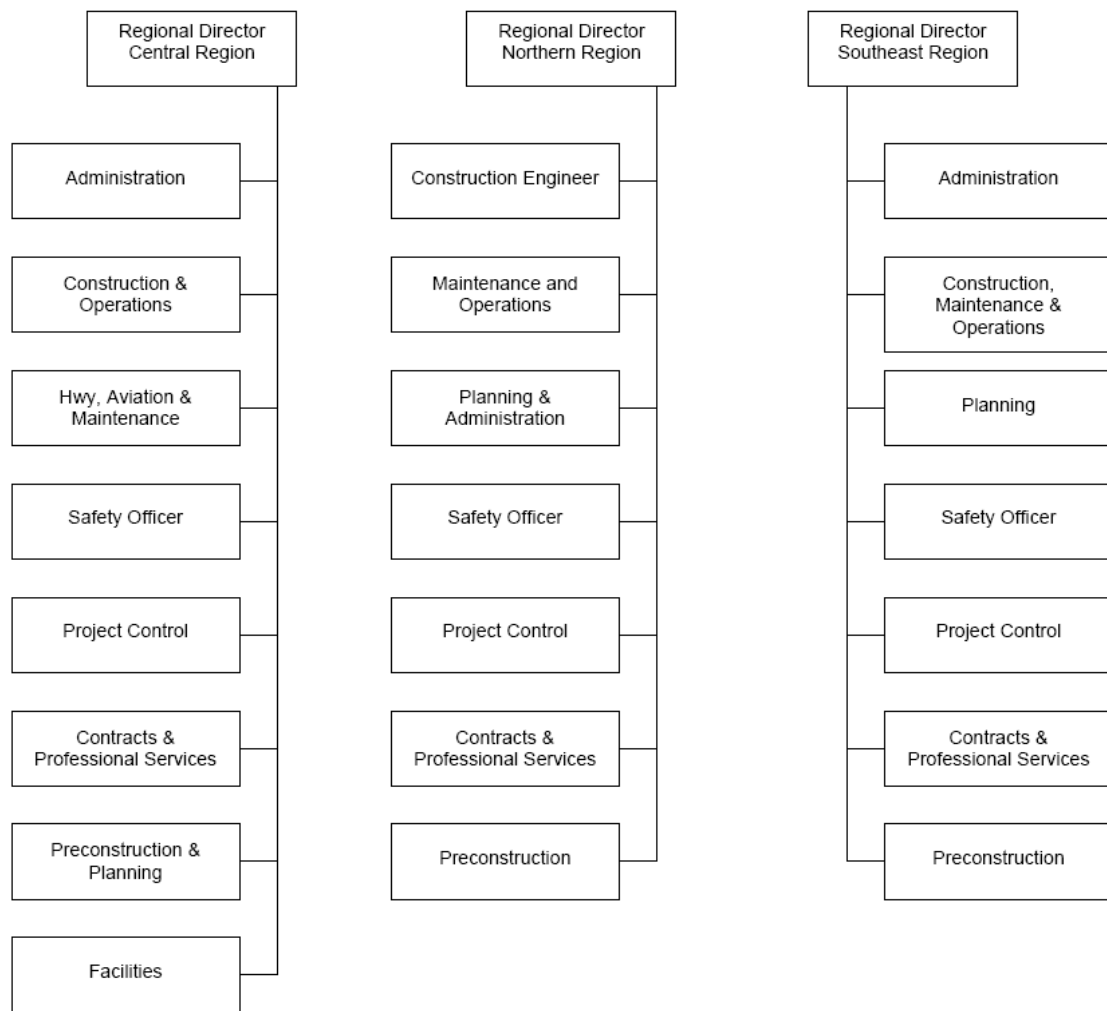 Regional Director
Central Region
Regional Director
Northern Region
Regional Director
Southeast Region
Administration
Construction Engineer
Administration
Construction &
Operations
Maintenance and
Operations
Construction,
Maintenance &
Operations
Hwy, Aviation &
Maintenance
Planning &
Administration
Planning
Safety Officer
Safety Officer
Safety Officer
Project Control
Project Control
Project Control
Contracts &
Professional Services
Contracts &
Professional Services
Contracts &
Professional Services
Preconstruction &
Planning
Preconstruction
Preconstruction
Facilities